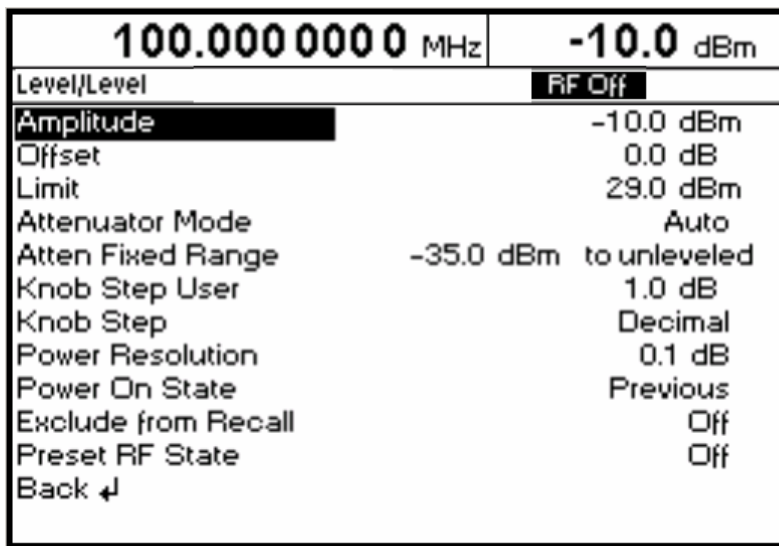 100.000 000 0 MHz -10.0 dBm
Level/Level RF Off
Amplitude -10.0 dBm
Offset 0.0 dB
Limit 29.0 dBm
Attenuator Mode Auto
Atten Fixed Range -35.0 dBm to unleveled
Knob Step User 1.0 dB
Knob Step Decimal
Power Resolution 0.1 dB
Power On State Previous
Exclude from Recall Off
Preset RF State Off
Back ↲